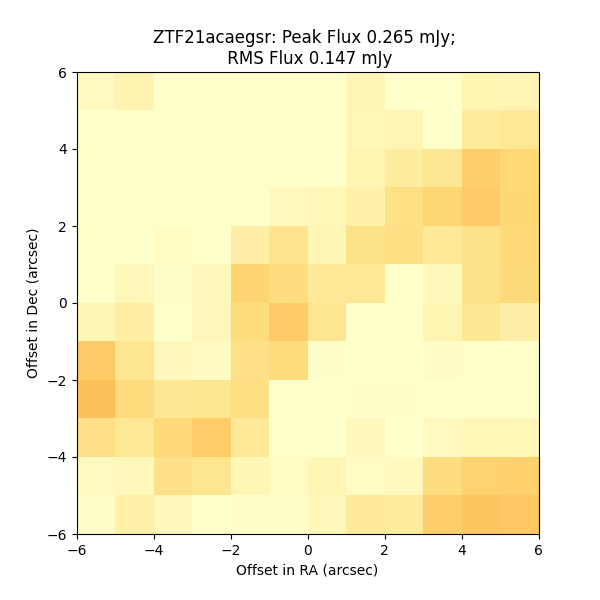 ZTF21acaegsr: Peak Flux 0.265 mJy;
RMS Flux 0.147 mJy
6
4
2
0
−2
−4
−6
Offset in Dec (arcsec)
−6 −4 −2 0 2 4 6
Offset in RA (arcsec)